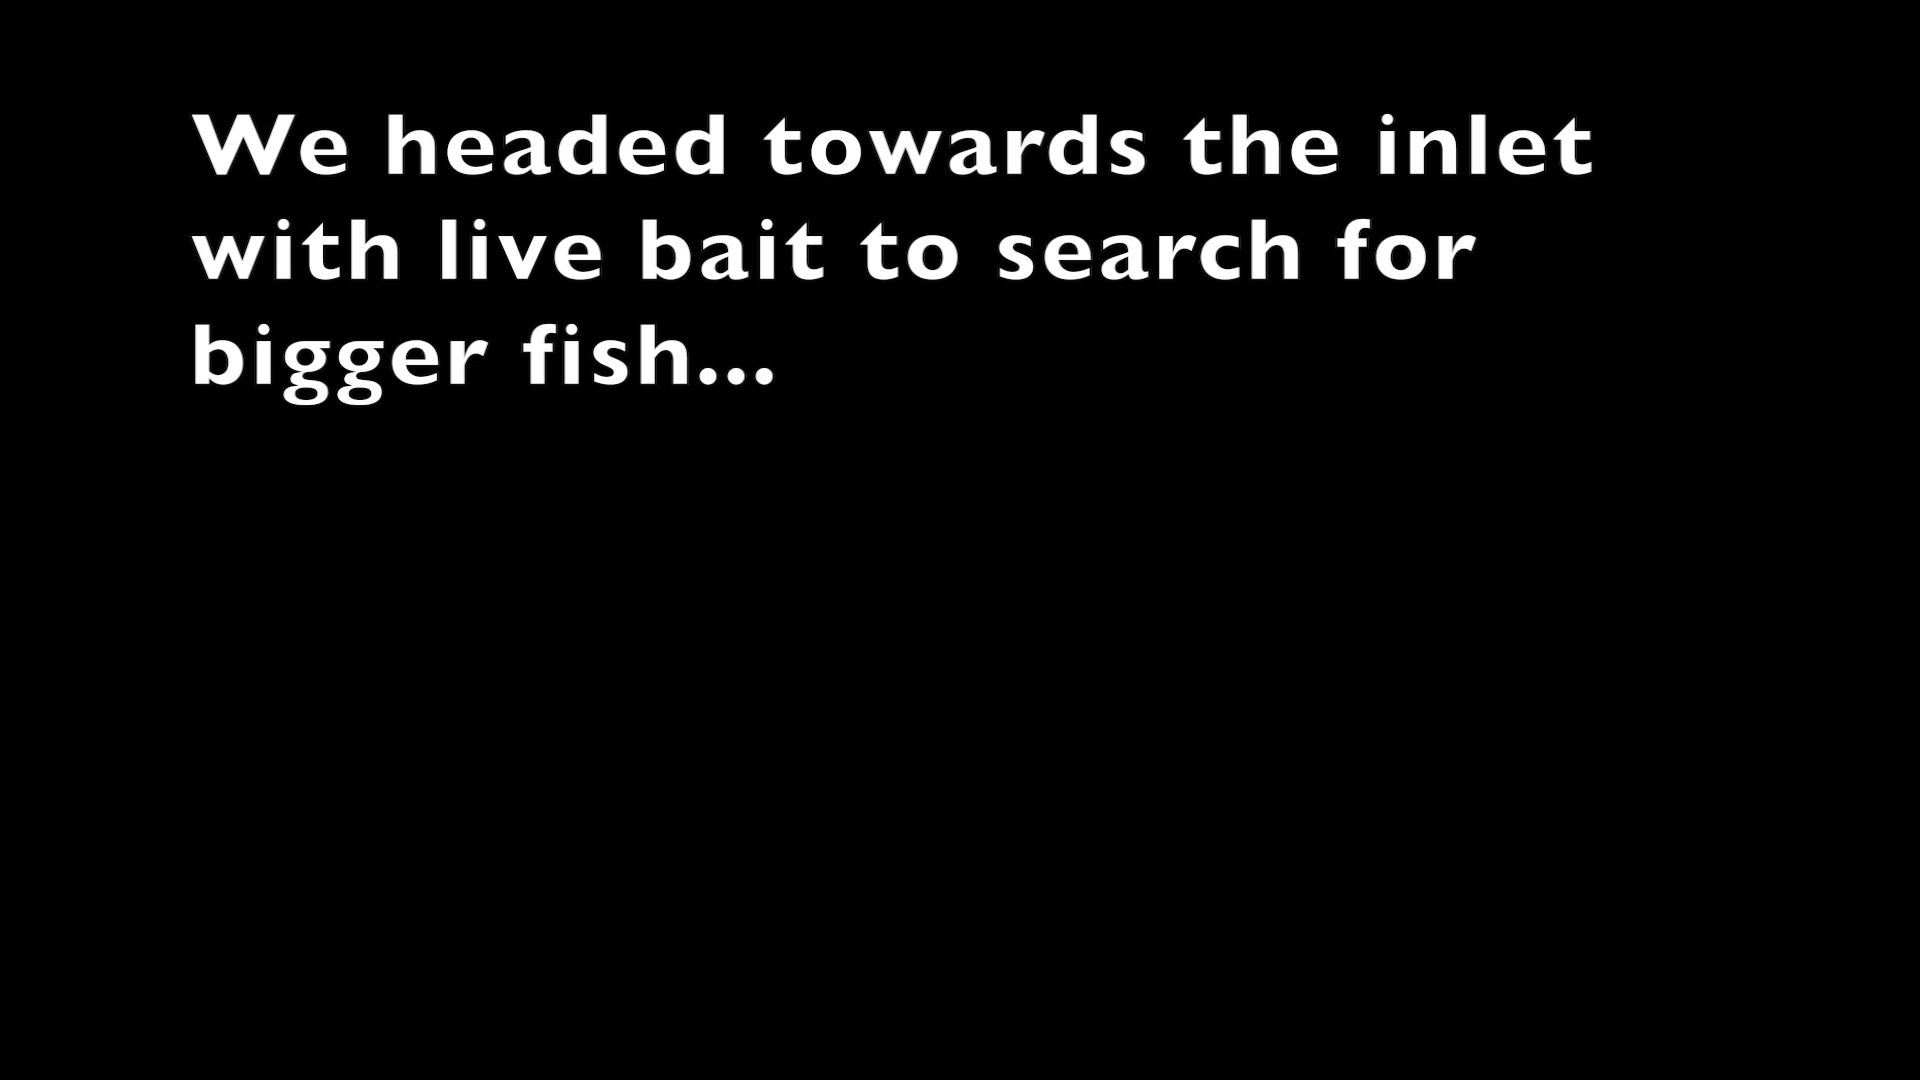 We headed towards the inlet
with live bait to search for
bigger fish...